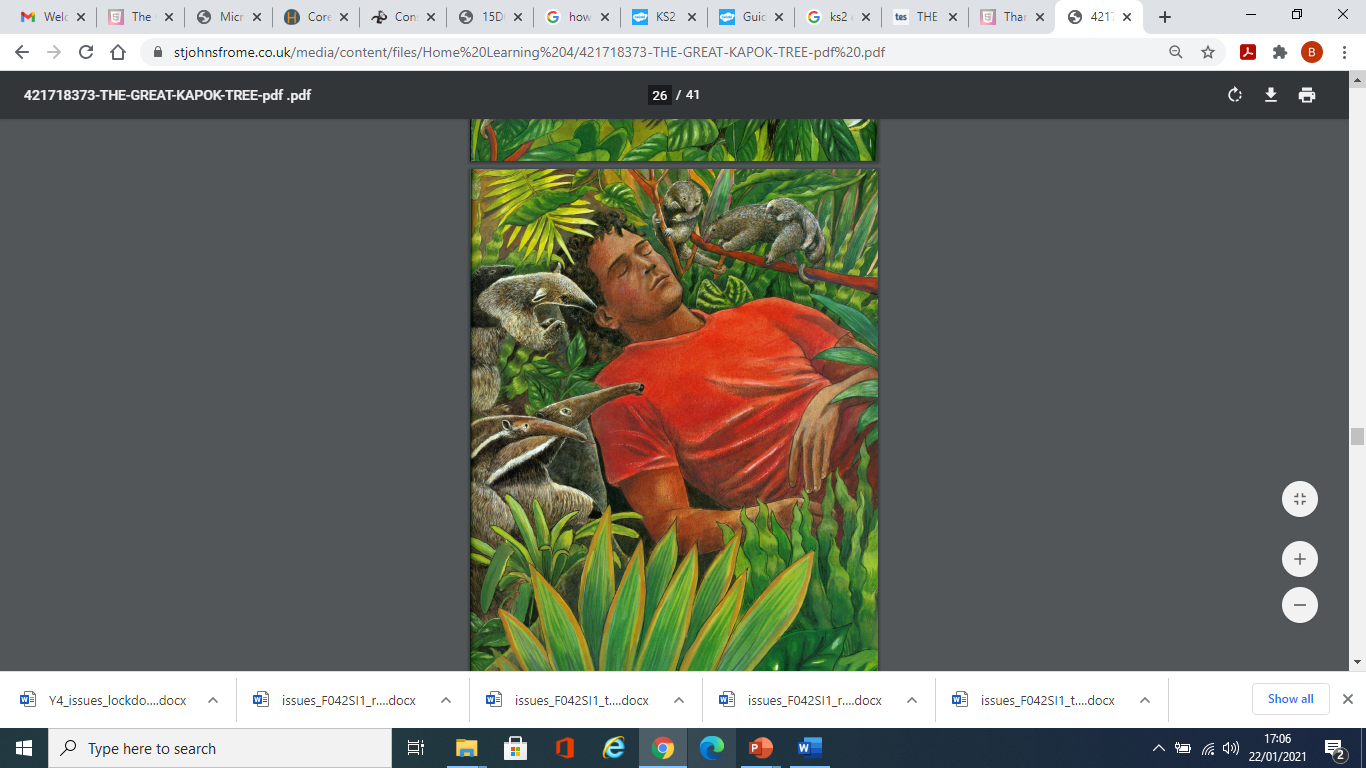 Welc
The
Micr
Core
Con
15D
how
KS2
Guid
ks2
tes THE
Than
4217
stjohnsfrome.co.uk/media/content/files/Home%20Learning%204/421718373-THE-GREAT-KAPOK-TREE-pdf%20.pdf
B
421718373-THE-GREAT-KAPOK-TREE-pdf .pdf
26 / 41
Y4_issues_lockdo....docx
issues_F042SI1_r....docx
issues_F042SI1_t....docx
issues_F042SI1_r....docx
issues_F042SI1_t....docx
Show all
Type here to search
17:06
22/01/2021
2